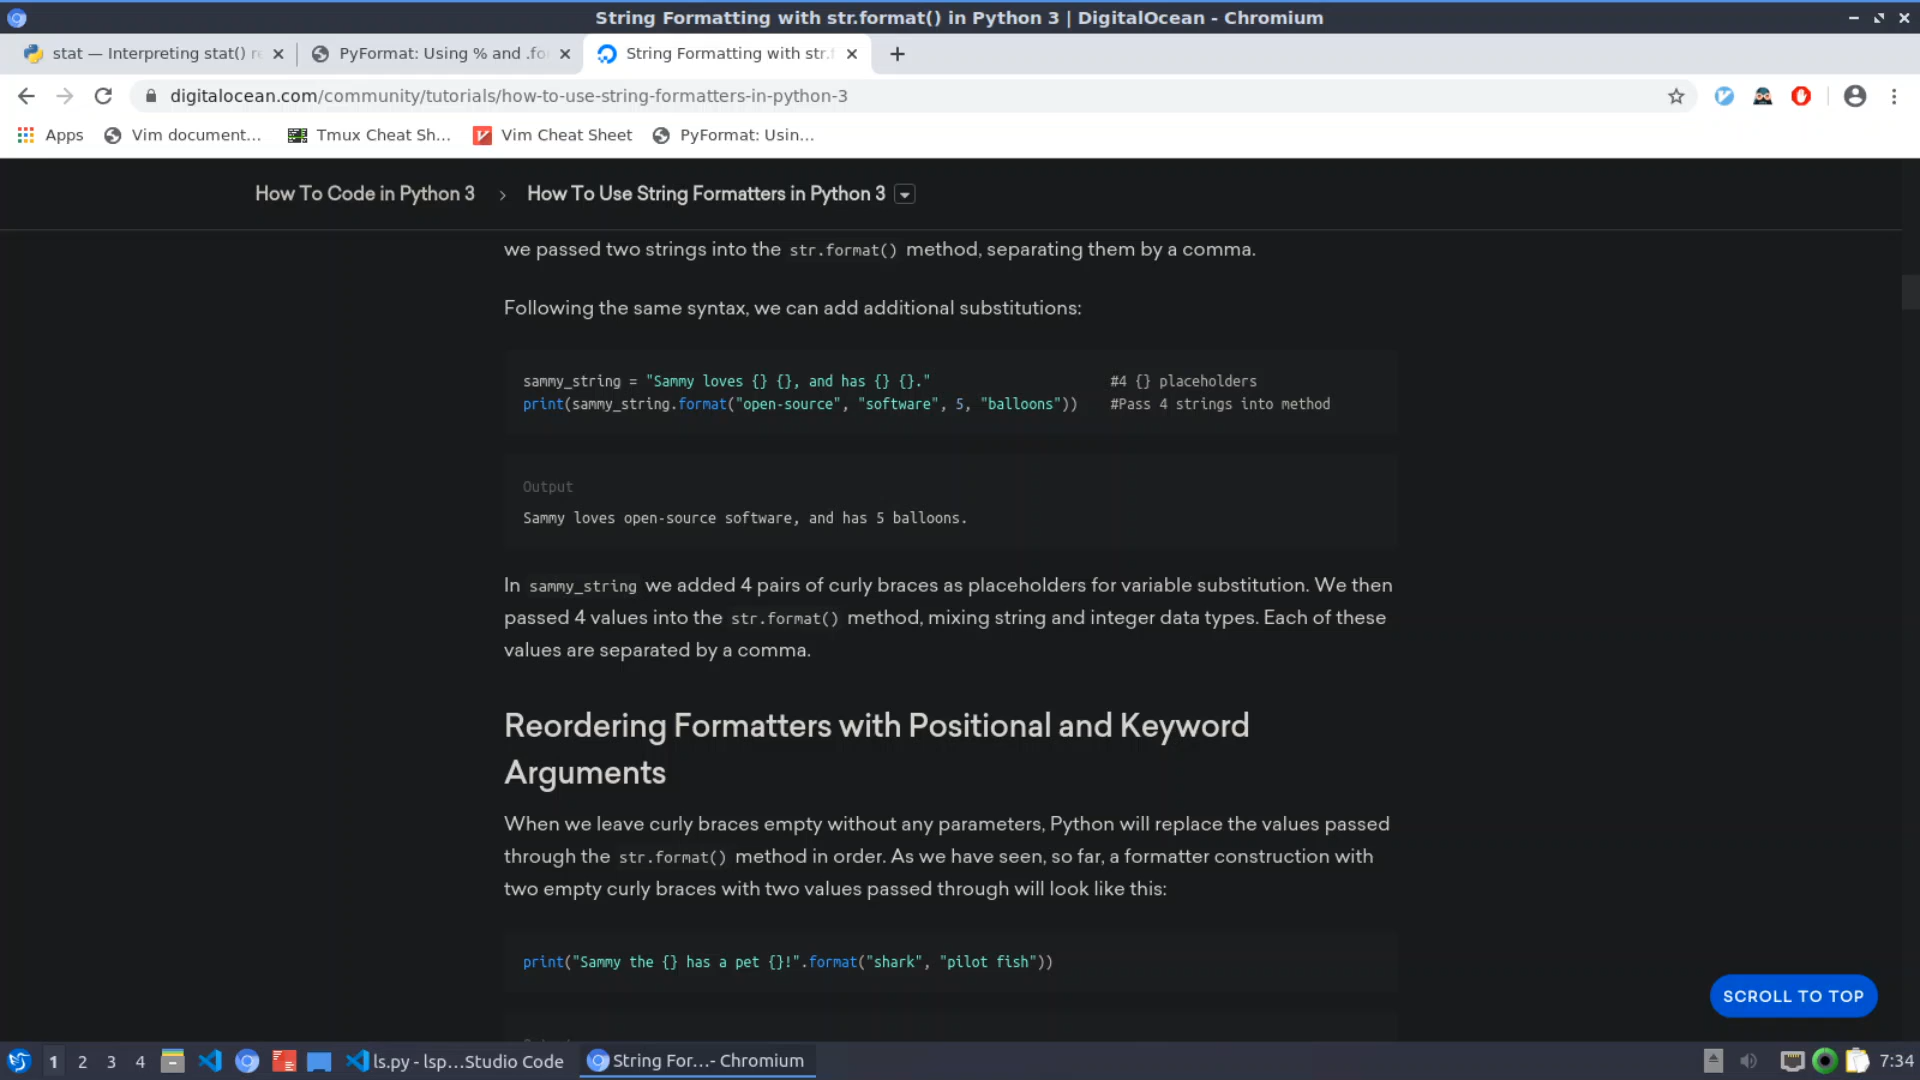 String Formatting with str.format() in Python 3 | DigitalOcean - Chromium
stat — Interpreting stat() re
PyFormat: Using % and .fo
String Formatting with str.f
digitalocean.com/community/tutorials/how-to-use-string-formatters-in-python-3
Apps
Vim document...
Tmux Cheat Sh...
Vim Cheat Sheet
PyFormat: Usin...
How To Code in Python 3 › How To Use String Formatters in Python 3
we passed two strings into the str.format() method, separating them by a comma.
Following the same syntax, we can add additional substitutions:
sammy_string = "Sammy loves {} {}, and has {} {}." #4 {} placeholders
print(sammy_string.format("open-source", "software", 5, "balloons")) #Pass 4 strings into method
Output
Sammy loves open-source software, and has 5 balloons.
In sammy_string we added 4 pairs of curly braces as placeholders for variable substitution. We then
passed 4 values into the str.format() method, mixing string and integer data types. Each of these
values are separated by a comma.
Reordering Formatters with Positional and Keyword
Arguments
When we leave curly braces empty without any parameters, Python will replace the values passed
through the str.format() method in order. As we have seen, so far, a formatter construction with
two empty curly braces with two values passed through will look like this:
print("Sammy the {} has a pet {}!".format("shark", "pilot fish"))
SCROLL TO TOP
1 2 3 4 ls.py - lsp...Studio Code String For...- Chromium 7:34